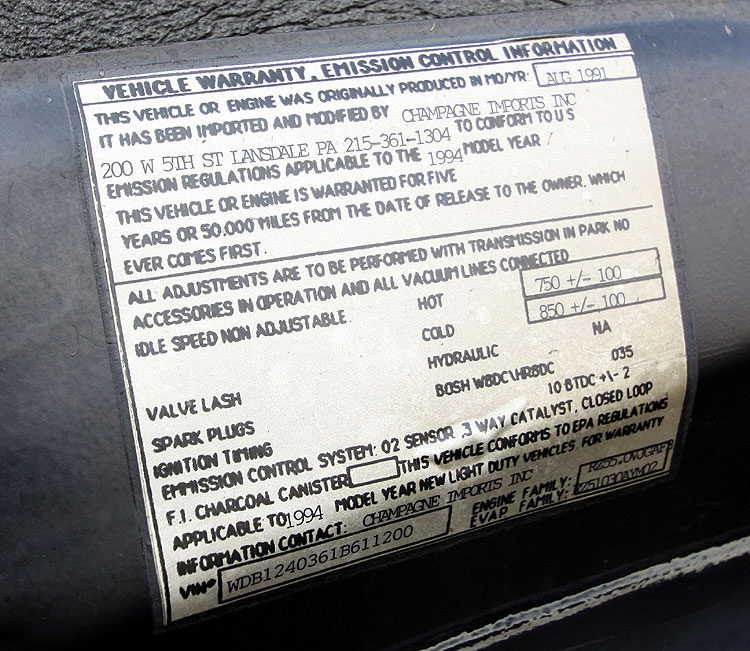 VEHICLE WARRANTY, EMISSION CONTROL INFORMATION
THIS VEHICLE OR ENGINE WAS ORIGINALLY PRODUCED IN MO/YR: AUG 1991
IT HAS BEEN IMPORTED AND MODIFIED BY CHAMPAGNE IMPORTS INC
200 W 5TH ST LANSDALE PA 215-361-1304 TO CONFORM TO U S
EMISSION REGULATIONS APPLICABLE TO THE 1994 MODEL YEAR /
THIS VEHICLE OR ENGINE IS WARRANTED FOR FIVE
YEARS OR 50,000 MILES FROM THE DATE OF RELEASE TO THE OWNER. WHICH
EVER COMES FIRST.
ALL ADJUSTMENTS ARE TO BE PERFORMED WITH TRANSMISSION IN PARK NO
ACCESSORIES IN OPERATION AND ALL VACUUM LINES CONNECTED
IDLE SPEED NON ADJUSTABLE. HOT 750 +/- 100
COLD 850 +/- 100
VALVE LASH HYDRAULIC NA
SPARK PLUGS BOSH W8DC\HR8DC 035
IGNITION TIMING 10 BTDC +\- 2
EMMISSION CONTROL SYSTEM: O2 SENSOR 3 WAY CATALYST, CLOSED LOOP
F.I. CHARCOAL CANISTER THIS VEHICLE CONFORMS TO EPA REGULATIONS
APPLICABLE TO 1994 MODEL YEAR NEW LIGHT DUTY VEHICLES FOR WARRANTY
INFORMATION CONTACT: CHAMPAGNE IMPORTS INC ENGINE FAMILY:
VIN# WDB1240361B611200 EVAP FAMILY: